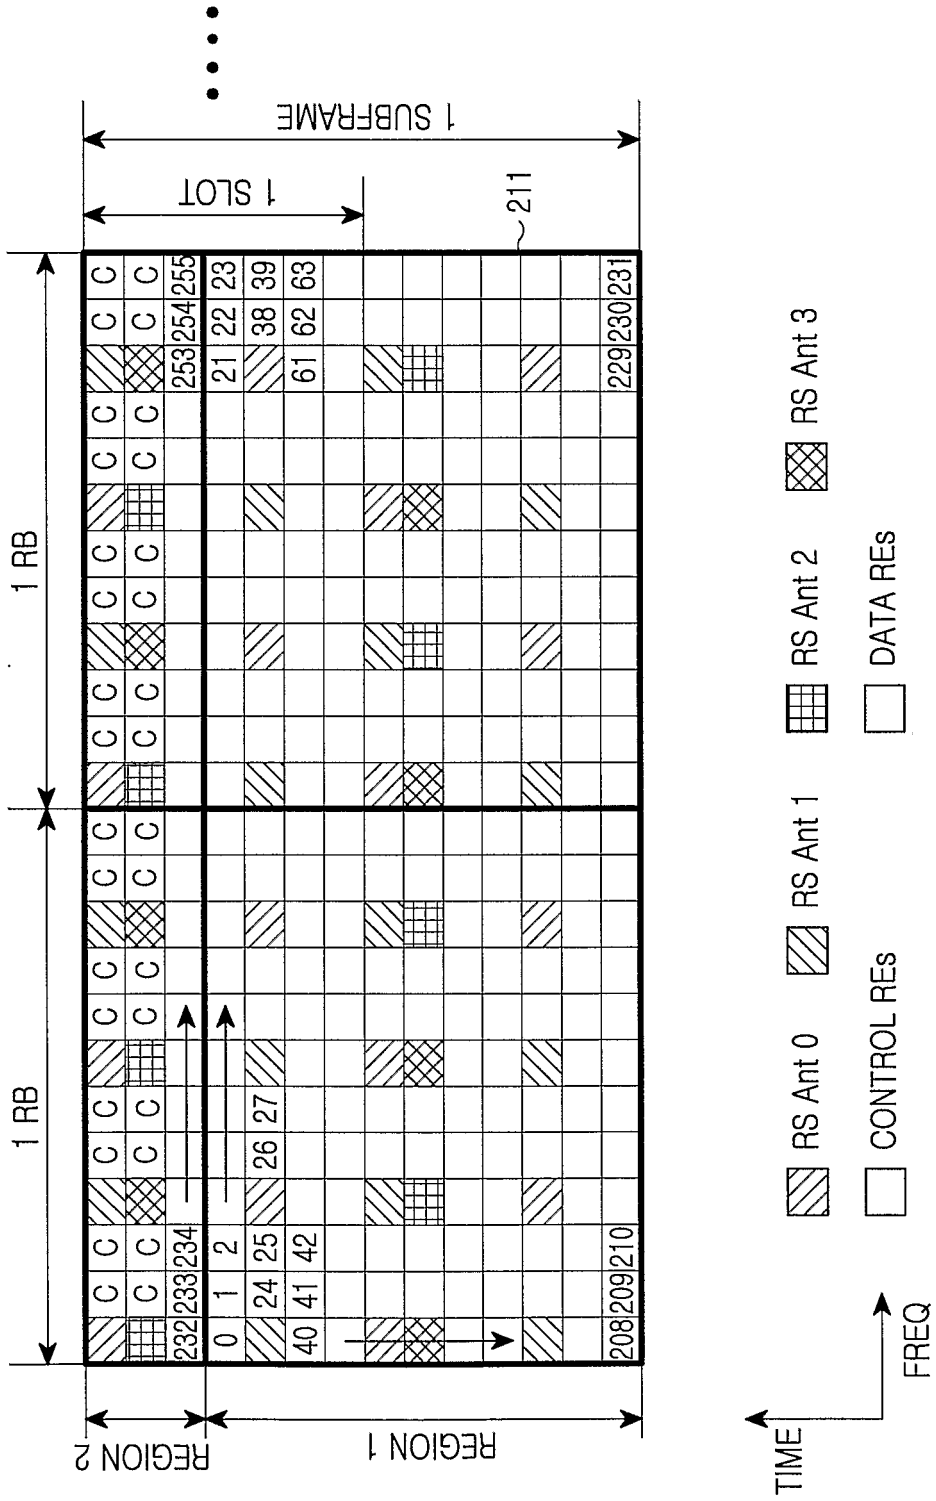 1 RB 1 RB
C C C C C C C C C C C C C C C C
C C C C C C C C C C C C C C C C
232 233 234 253 254 255
0 1 2 21 22 23
24 25 26 27 38 39
40 41 42 61 62 63
208 209 210 229 230 231
REGION 2
REGION 1
1 SLOT
1 SUBFRAME
211
TIME
FREQ
RS Ant 0 RS Ant 1 RS Ant 2 RS Ant 3
CONTROL REs DATA REs